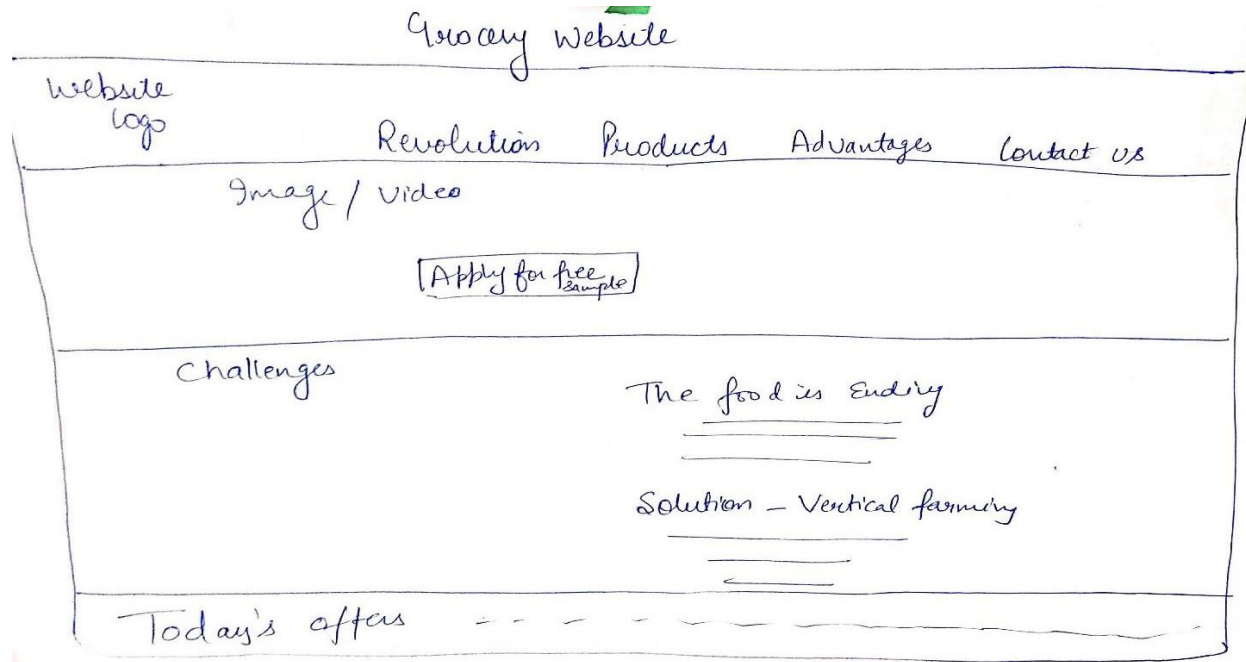 Grocery Website
Website
Logo
Revolution Products Advantages Contact us
Image / Video
Apply for free
sample
Challenges
The food is Ending
Solution - Vertical farming
Today's offers